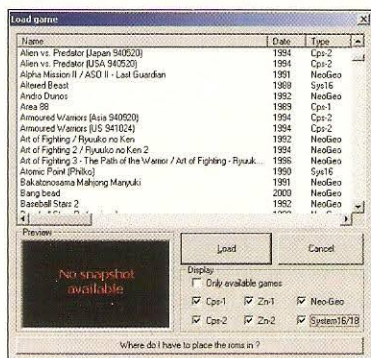 Load game
Name Date Type
Alien vs. Predator (Japan 940520) 1994 Cps-2
Alien vs. Predator (USA 940520) 1994 Cps-2
Alpha Mission II / ASO II - Last Guardian 1991 NeoGeo
Altered Beast 1988 Sys16
Andro Dunos 1992 NeoGeo
Area 88 1989 Cps-1
Armoured Warriors (Asia 940920) 1994 Cps-2
Armoured Warriors (US 941024) 1994 Cps-2
Art of Fighting / Ryuuko no Ken 1992 NeoGeo
Art of Fighting 2 / Ryuuko no Ken 2 1994 NeoGeo
Art of Fighting 3 - The Path of the Warrior / Art of Fighting - Ryuuk... 1996 NeoGeo
Atomic Point (Philko) 1990 Sys16
Bakatonosama Mahjong Manyuki 1991 NeoGeo
Bang bead 2000 NeoGeo
Baseball Stars 2 1992 NeoGeo
Preview
No snapshot
available
Load Cancel
Display
Only available games
Cps-1 Zn-1 Neo-Geo
Cps-2 Zn-2 System16/18
Where do I have to place the roms in ?